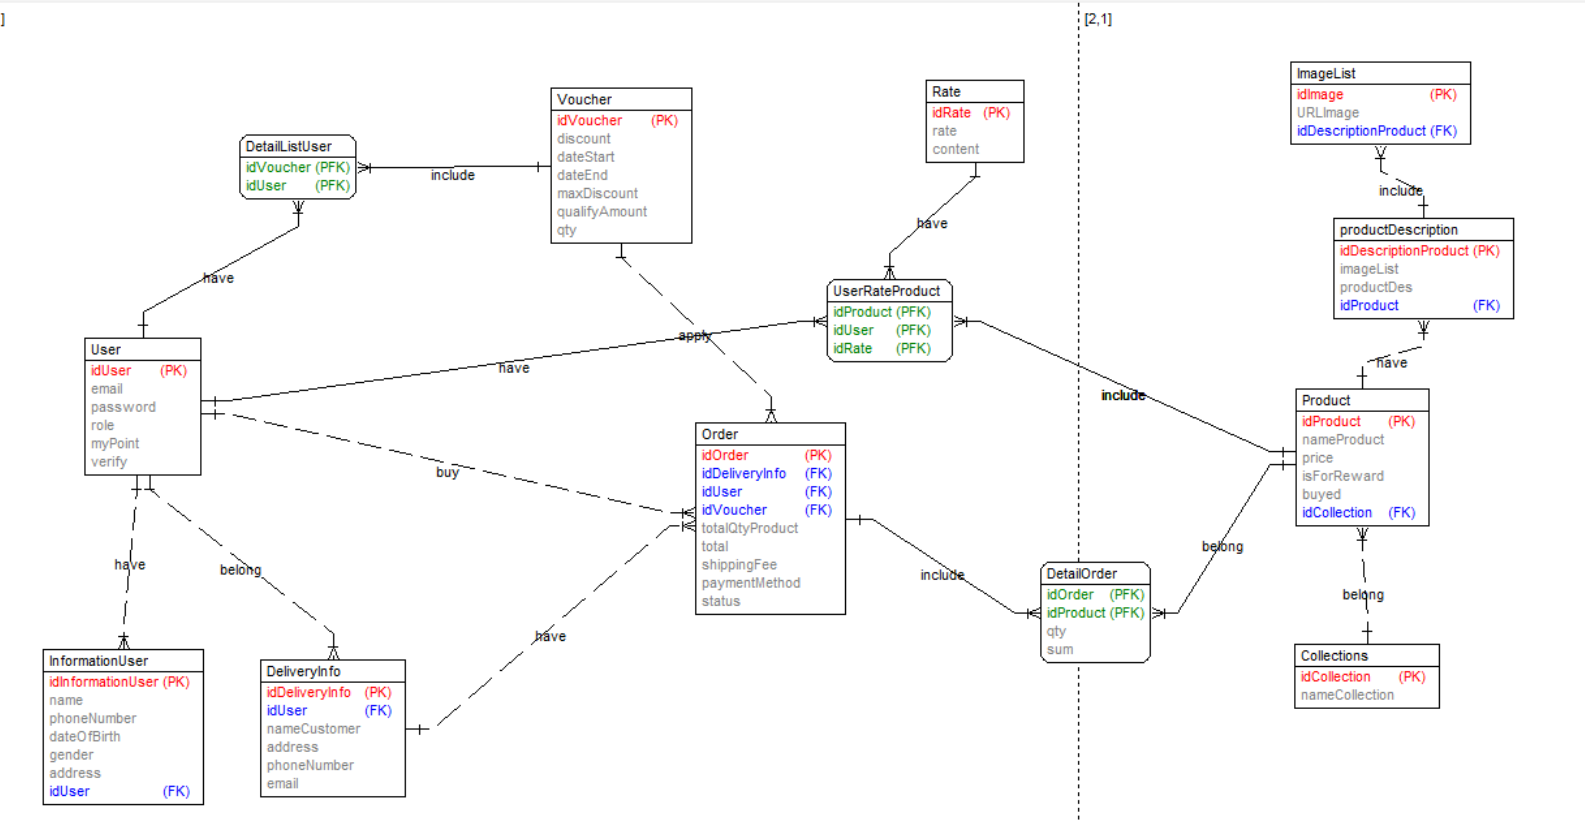 ]
[2,1]
ImageList
idImage (PK)
URLImage
idDescriptionProduct (FK)
Rate
idRate (PK)
rate
content
Voucher
idVoucher (PK)
discount
dateStart
dateEnd
maxDiscount
qualifyAmount
qty
DetailListUser
idVoucher (PFK)
idUser (PFK)
include
include
have
productDescription
idDescriptionProduct (PK)
imageList
productDes
idProduct (FK)
have
UserRateProduct
idProduct (PFK)
idUser (PFK)
idRate (PFK)
apply
have
have
include
User
idUser (PK)
email
password
role
myPoint
verify
Product
idProduct (PK)
nameProduct
price
isForReward
buyed
idCollection (FK)
Order
idOrder (PK)
idDeliveryInfo (FK)
idUser (FK)
idVoucher (FK)
totalQtyProduct
total
shippingFee
paymentMethod
status
buy
have
belong
include
belong
belong
have
DetailOrder
idOrder (PFK)
idProduct (PFK)
qty
sum
InformationUser
idInformationUser (PK)
name
phoneNumber
dateOfBirth
gender
address
idUser (FK)
DeliveryInfo
idDeliveryInfo (PK)
idUser (FK)
nameCustomer
address
phoneNumber
email
Collections
idCollection (PK)
nameCollection